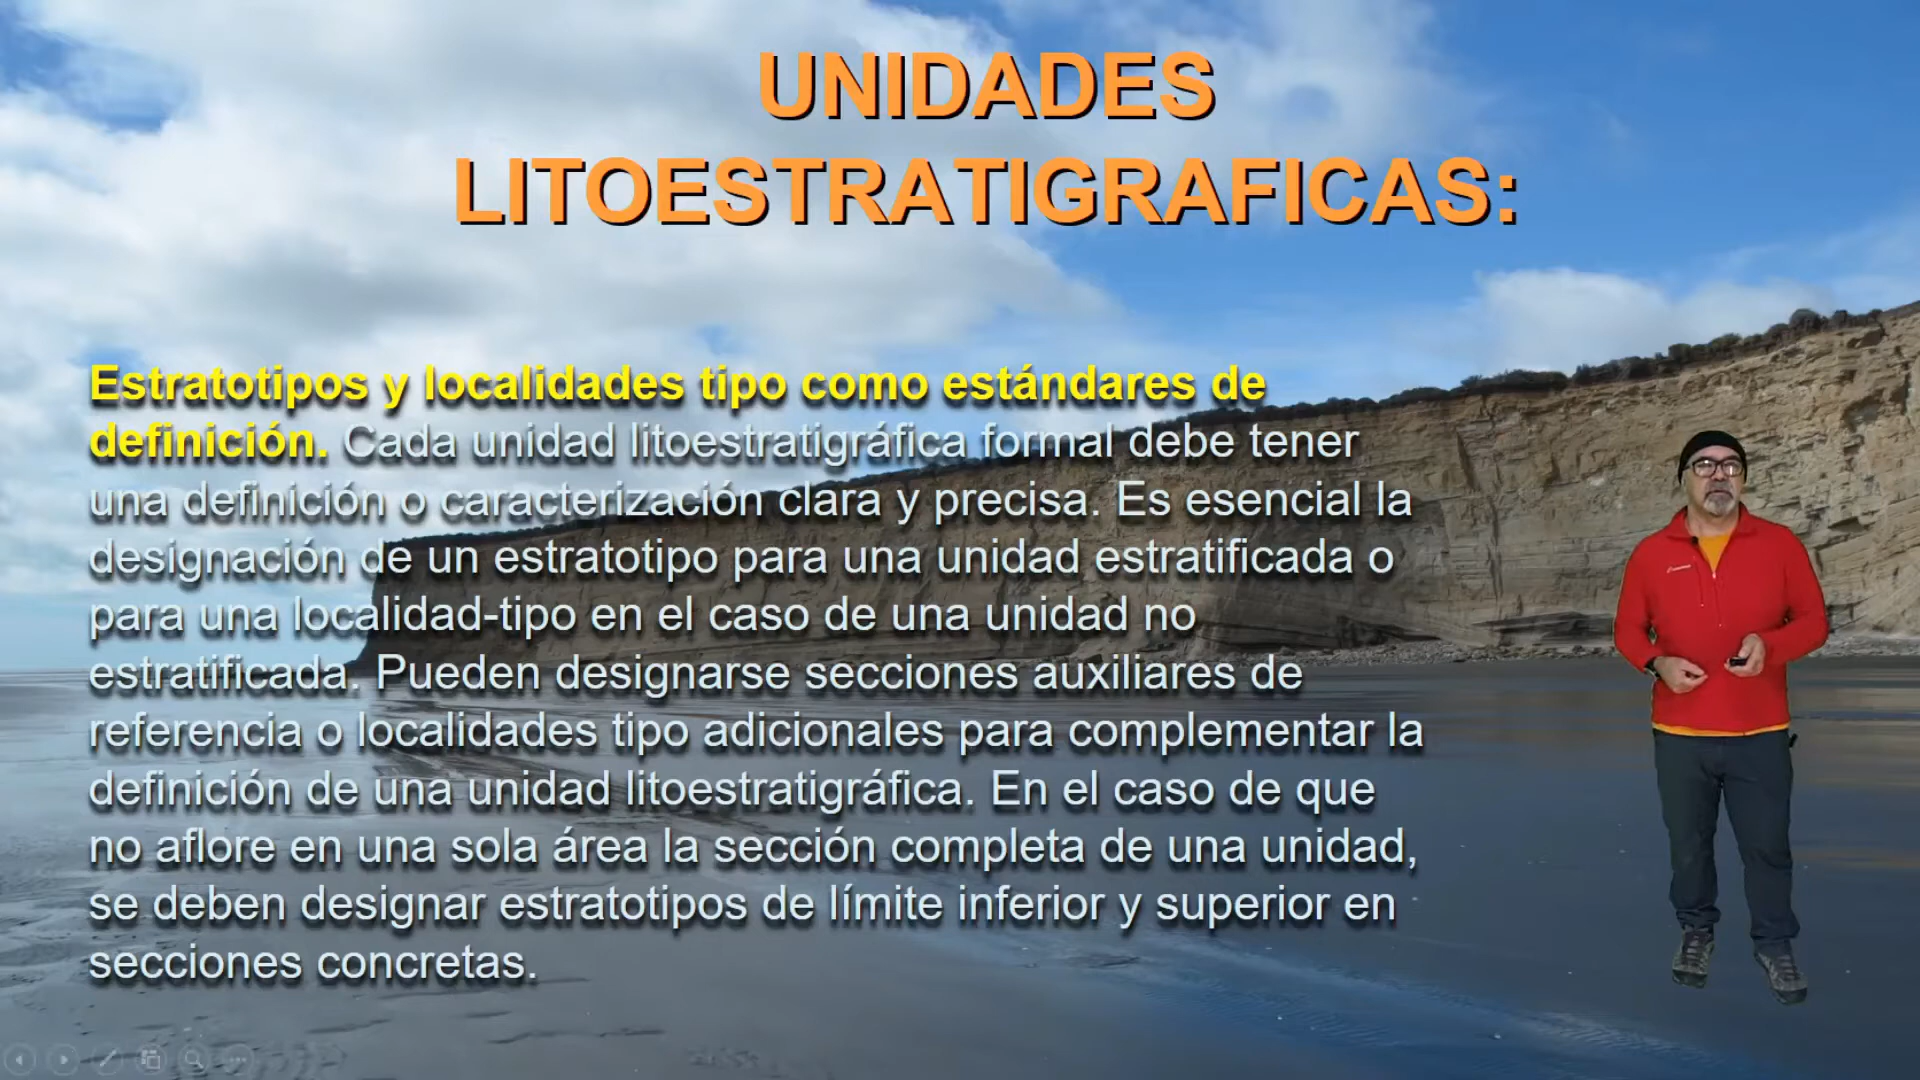 UNIDADES
LITOESTRATIGRAFICAS:
Estratotipos y localidades tipo como estándares de
definición. Cada unidad litoestratigráfica formal debe tener
una definición o caracterización clara y precisa. Es esencial la
designación de un estratotipo para una unidad estratificada o
para una localidad-tipo en el caso de una unidad no
estratificada. Pueden designarse secciones auxiliares de
referencia o localidades tipo adicionales para complementar la
definición de una unidad litoestratigráfica. En el caso de que
no aflore en una sola área la sección completa de una unidad,
se deben designar estratotipos de límite inferior y superior en
secciones concretas.